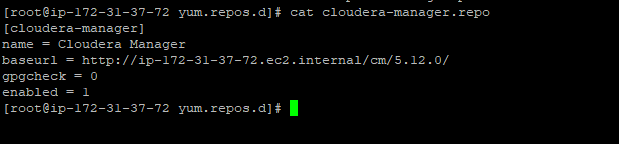 [root@ip-172-31-37-72 yum.repos.d]# cat cloudera-manager.repo
[cloudera-manager]
name = Cloudera Manager
baseurl = http://ip-172-31-37-72.ec2.internal/cm/5.12.0/
gpgcheck = 0
enabled = 1
[root@ip-172-31-37-72 yum.repos.d]#